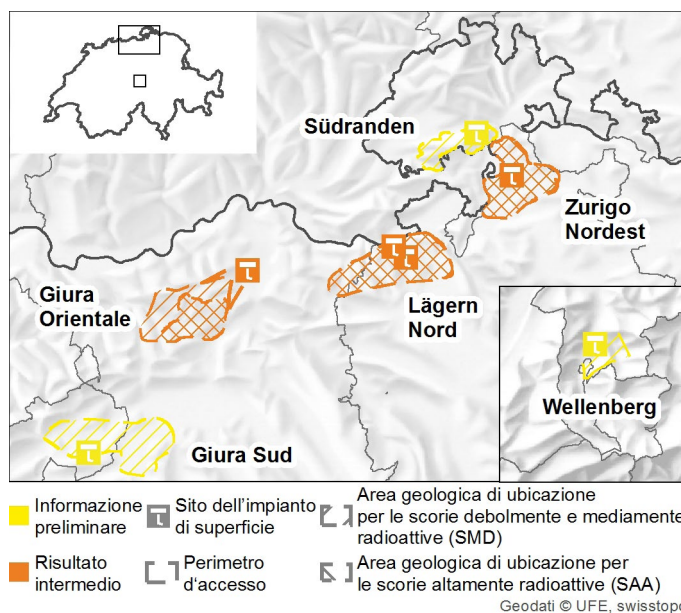 Südranden
Zurigo
Nordest
Giura
Orientale
Lägern
Nord
Wellenberg
Giura Sud
Informazione
preliminare
Sito dell'impianto
di superficie
Area geologica di ubicazione
per le scorie debolmente e mediamente
radioattive (SMD)
Risultato
intermedio
Perimetro
d'accesso
Area geologica di ubicazione per
le scorie altamente radioattive (SAA)
Geodati © UFE, swisstopo